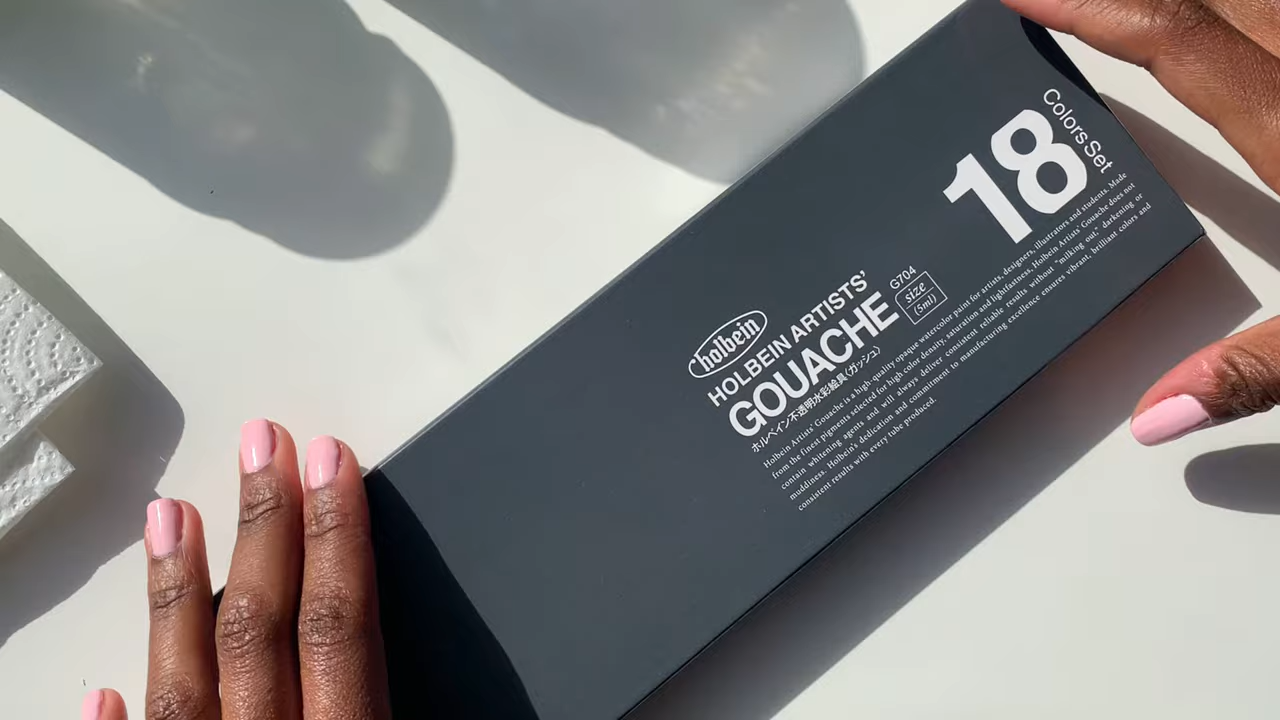 18
Colors Set
holbein
HOLBEIN ARTISTS'
GOUACHE
G704
size
(5ml)
ホルベイン不透明水彩絵具〈ガッシュ〉
Holbein Artists' Gouache is a high-quality opaque watercolor paint for artists, designers, illustrators and students. Made
from the finest pigments selected for high color density, saturation and lightfastness, Holbein Artists' Gouache does not
contain whitening agents and will always deliver consistent reliable results without "milking out," darkening or
muddiness. Holbein's dedication and commitment to manufacturing excellence ensures vibrant, brilliant colors and
consistent results with every tube produced.